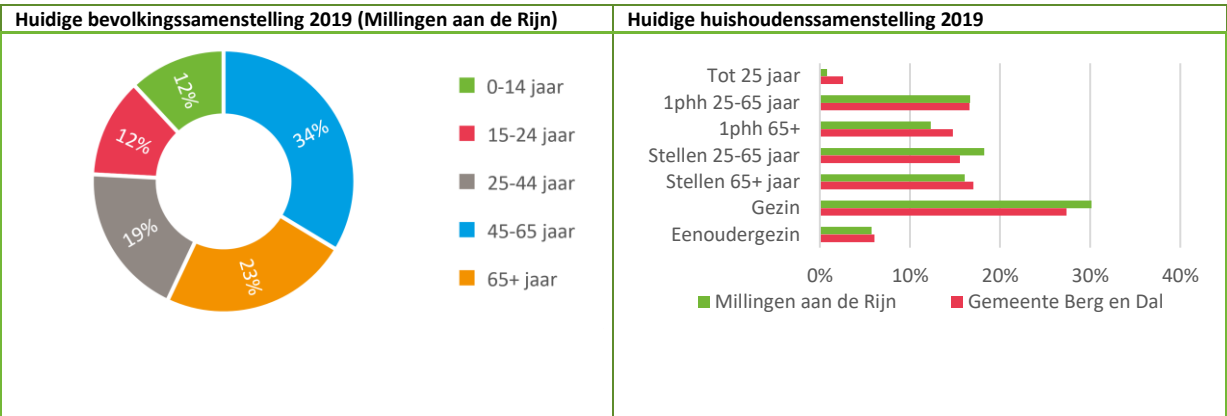 Huidige bevolkingssamenstelling 2019 (Millingen aan de Rijn)
12%
34%
12%
19%
23%
0-14 jaar
15-24 jaar
25-44 jaar
45-65 jaar
65+ jaar
Huidige huishoudenssamenstelling 2019
Tot 25 jaar
1phh 25-65 jaar
1phh 65+
Stellen 25-65 jaar
Stellen 65+ jaar
Gezin
Eenoudergezin
0% 10% 20% 30% 40%
Millingen aan de Rijn Gemeente Berg en Dal